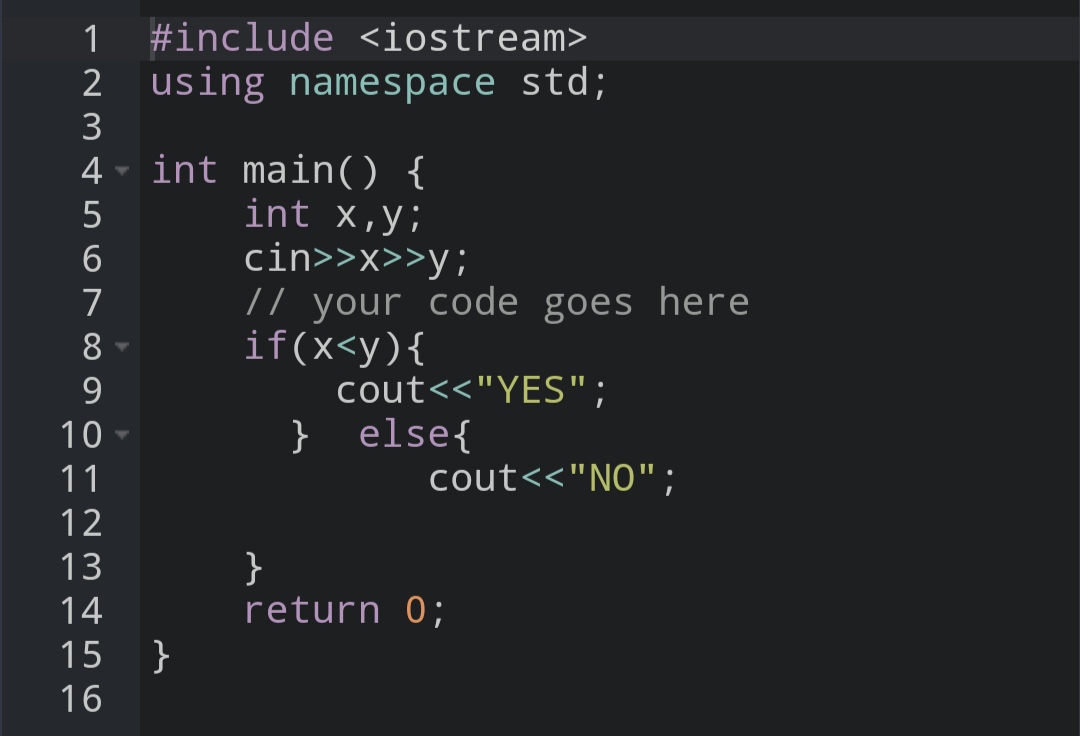 1 #include <iostream>
2 using namespace std;
3
4 int main() {
5     int x,y;
6     cin>>x>>y;
7     // your code goes here
8     if(x<y){
9         cout<<"YES";
10       }  else{
11             cout<<"NO";
12
13     }
14     return 0;
15 }
16